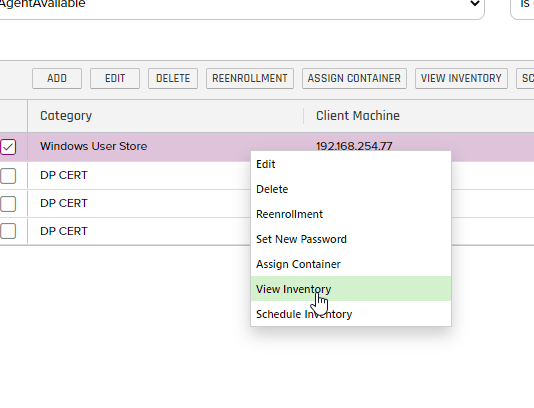 AgentAvailable
Is
ADD EDIT DELETE REENROLLMENT ASSIGN CONTAINER VIEW INVENTORY SC
Category Client Machine
Windows User Store 192.168.254.77
DP CERT
DP CERT
DP CERT
Edit
Delete
Reenrollment
Set New Password
Assign Container
View Inventory
Schedule Inventory